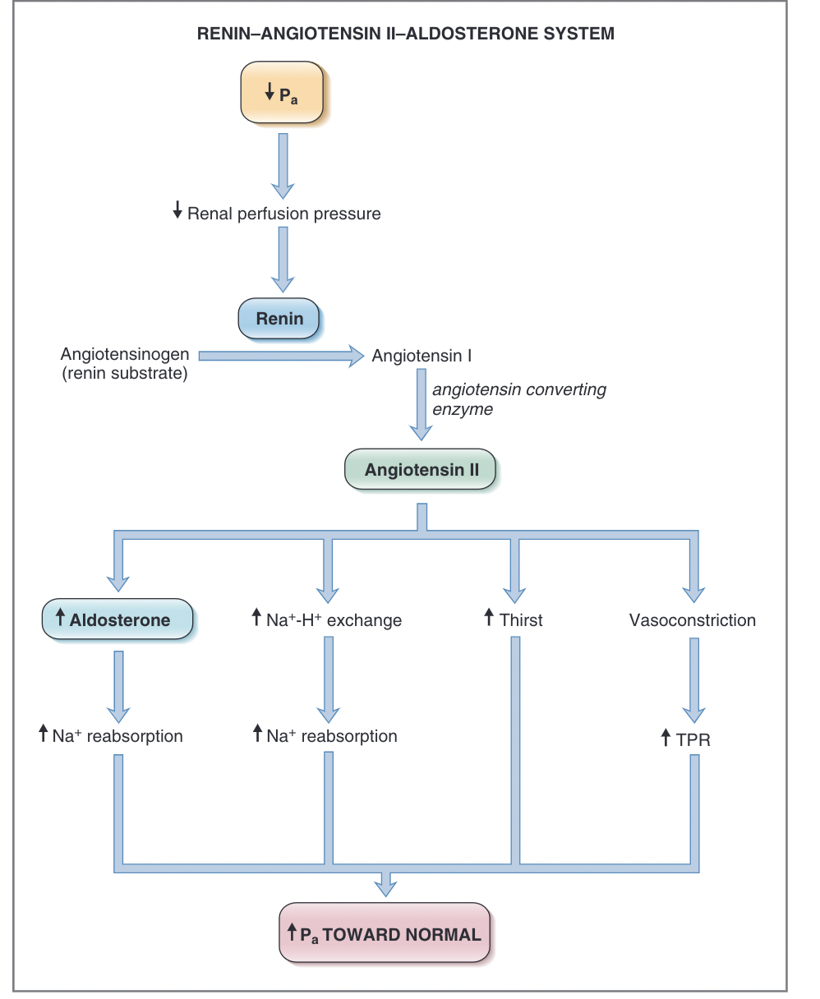 RENIN–ANGIOTENSIN II–ALDOSTERONE SYSTEM
↓ Pa
↓ Renal perfusion pressure
Renin
Angiotensinogen
(renin substrate)
Angiotensin I
angiotensin converting
enzyme
Angiotensin II
↑ Aldosterone
↑ Na⁺-H⁺ exchange
↑ Thirst
Vasoconstriction
↑ Na⁺ reabsorption
↑ Na⁺ reabsorption
↑ TPR
↑ Pa TOWARD NORMAL